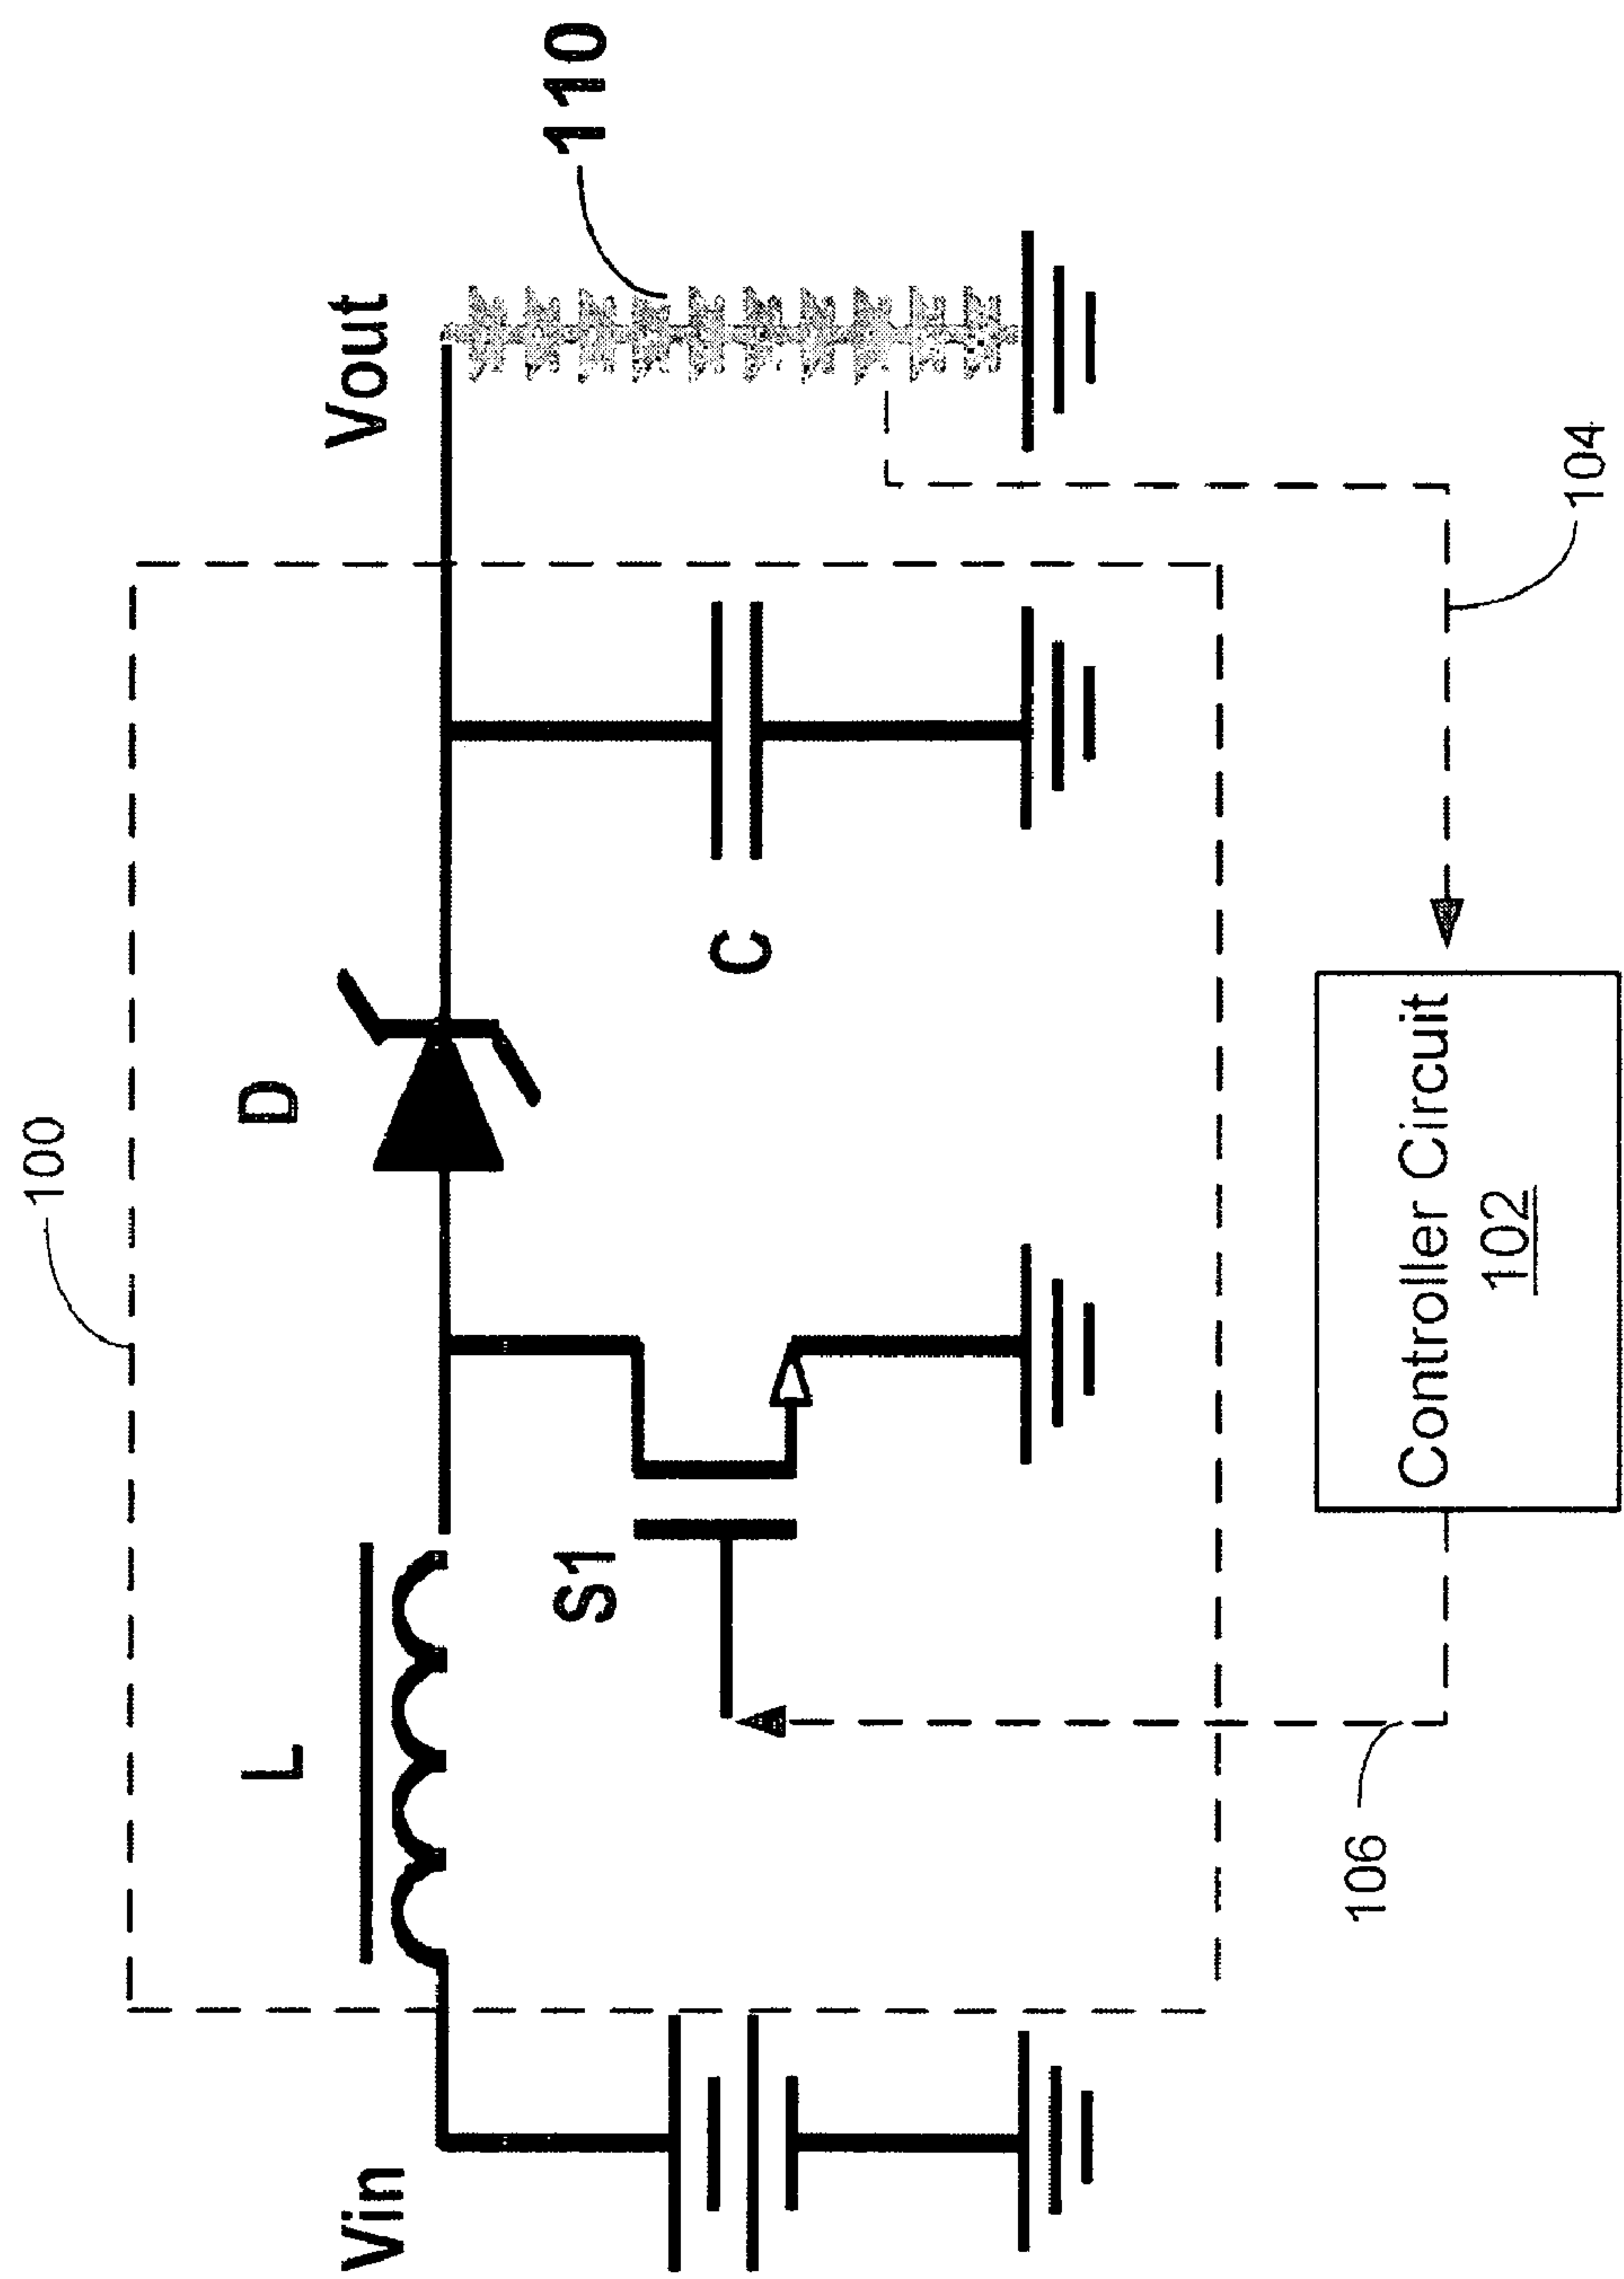 100
L
D
Vin
Vout
S1
C
110
106
Controller Circuit
102
104